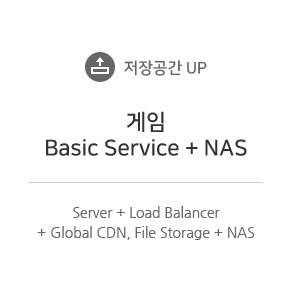 저장공간 UP
게임
Basic Service + NAS
Server + Load Balancer
+ Global CDN, File Storage + NAS